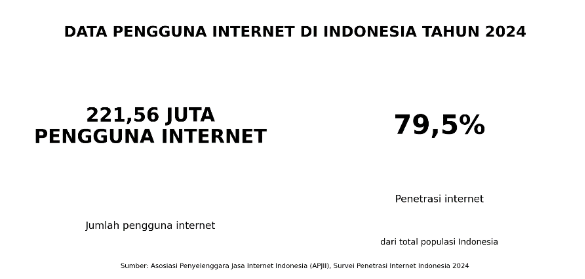 DATA PENGGUNA INTERNET DI INDONESIA TAHUN 2024
221,56 JUTA
PENGGUNA INTERNET
Jumlah pengguna internet
79,5%
Penetrasi internet
dari total populasi Indonesia
Sumber: Asosiasi Penyelenggara Jasa Internet Indonesia (APJII), Survei Penetrasi Internet Indonesia 2024